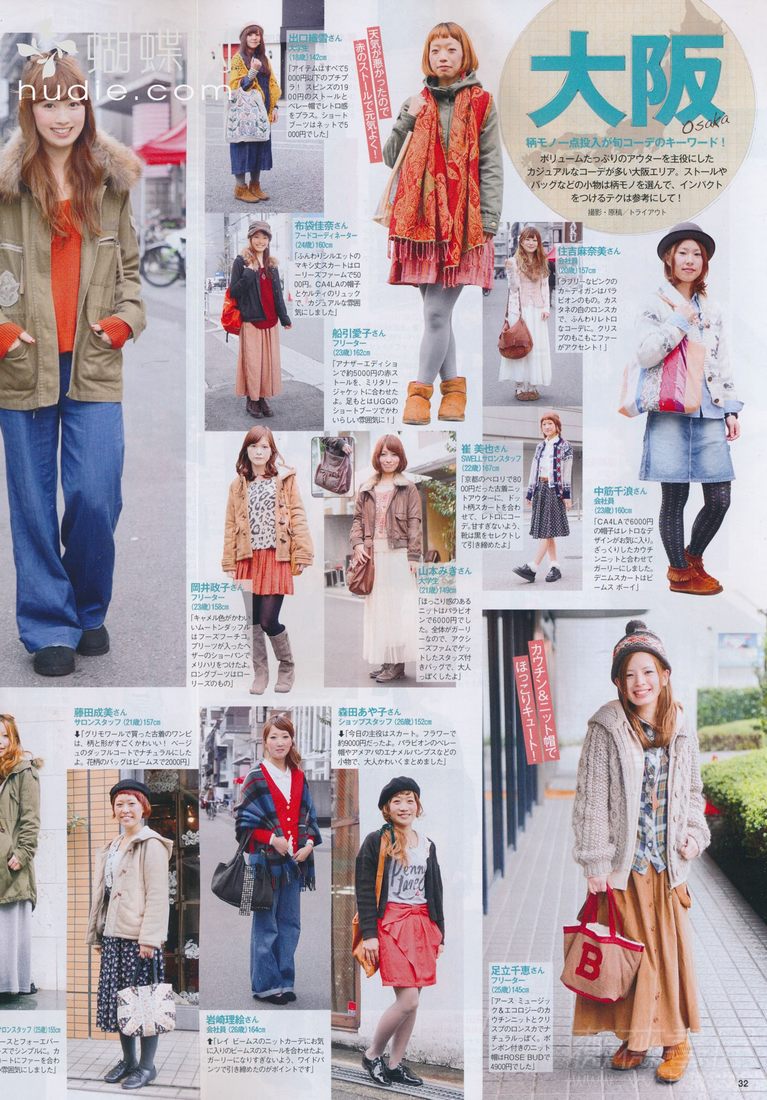 蝴蝶
hudie.com
出口織雪さん
大学生
(18歳)142cm
「アイテムはすべて5
000円以下のプチプ
ラ！ スピンズの19
00円のストールと
ベレー帽でレトロ感
をプラス。ショート
ブーツはネットで5
000円でした」
天気が悪かったので
赤のストールで元気よく！
大阪
Osaka
柄モノ一点投入が旬コーデのキーワード！
ボリュームたっぷりのアウターを主役にした
カジュアルなコーデが多い大阪エリア。ストールや
バッグなどの小物は柄モノを選んで、インパクト
をつけるテクは参考にして！
撮影・原稿／トライアウト
布袋佳奈さん
フードコーディネーター
(24歳)160cm
「ふんわりシルエットの
マキシ丈スカートはロ
ーリーズファームで50
00円。CA4LAの帽子
とケルティのリュック
で、カジュアルな雰囲
気にしました」
船引愛子さん
フリーター
(23歳)162cm
「アナザーエディショ
ンで約5000円の赤ス
トールを、ミリタリー
ジャケットに合わせた
よ。足もとはUGGの
ショートブーツでかわ
いらしい雰囲気に！」
住吉麻奈美さん
会社員
(20歳)157cm
「ラブリーなピンクの
カーディガンはパラ
ビオンのもの。カス
タネの白のロンスカ
で、ふんわりレトロ
なコーデに。クリス
プのもこもこファー
がアクセント！」
崔 美也さん
SWELLサロンスタッフ
(22歳)167cm
「京都のペロリで80
00円だった古着ニッ
トアウターに、ドッ
ト柄スカートを合わ
せて、レトロにコー
デ。甘すぎないよう、
靴は黒をセレクトし
て引き締めたよ」
中筋千浪さん
会社員
(23歳)160cm
「CA4LAで6000円
の帽子はレトロなデ
ザインがお気に入り。
ざっくりしたカウチ
ンニットと合わせて
ガーリーにしました。
デニムスカートはビ
ームス ボーイ」
岡井政子さん
フリーター
(23歳)158cm
「キャメル色がかわい
いムートンダッフル
はフーズフーチコ。
プリーツが入ったヘ
ザーのショーパンで
メリハリをつけたよ。
ロングブーツはロー
リーズのもの」
山本みきさん
大学生
(21歳)149cm
「ほっこり感のある
ニットはパラビオ
ンで6000円でし
た。全体がガーリー
なので、アク
シーズファムでゲ
ットしたスタッズ付
きバッグで、大人
っぽくしたよ」
カウチン＆ニット帽で
ほっこりキュート！
藤田成美さん
サロンスタッフ (21歳)157cm
⬇「グリモワールで買った古着のワンピ
は、柄と形がすごくかわいい！ ベージ
ュのダッフルコートでナチュラルにした
よ。花柄のバッグはビームスで2000円」
森田あや子さん
ショップスタッフ (26歳)152cm
⬇「今日の主役はスカート。フラワーで
約9000円だったよ。パラビオンのベレー
帽やアメアパのエナメルパンプスなどの
小物で、大人かわいくまとめました」
Penny
Lane
B
サロンスタッフ (25歳)155cm
岩崎理絵さん
会社員 (26歳)164cm
⬆「レイ ビームスのニットカーデにお気
に入りのビームスのストールを合わせたよ。
ガーリーになりすぎないよう、ワイドパ
ンツで引き締めたのがポイントです」
足立千恵さん
フリーター
(25歳)145cm
「アース ミュージッ
ク＆エコロジーのカ
ウチンニットとクリ
スプのロンスカでナ
チュラルっぽく。ポ
ンポン付きのニット
帽はROSE BUDで
4900円でした」
32